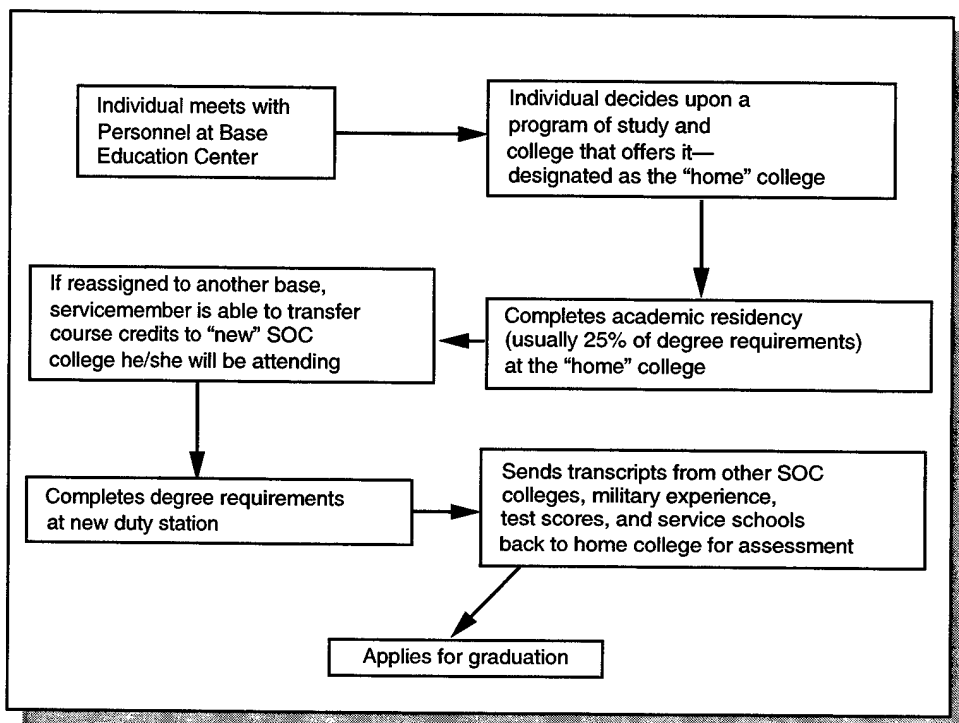 Individual meets with
Personnel at Base
Education Center
Individual decides upon a
program of study and
college that offers it—
designated as the “home” college
Completes academic residency
(usually 25% of degree requirements)
at the “home” college
If reassigned to another base,
servicemember is able to transfer
course credits to “new” SOC
college he/she will be attending
Completes degree requirements
at new duty station
Sends transcripts from other SOC
colleges, military experience,
test scores, and service schools
back to home college for assessment
Applies for graduation